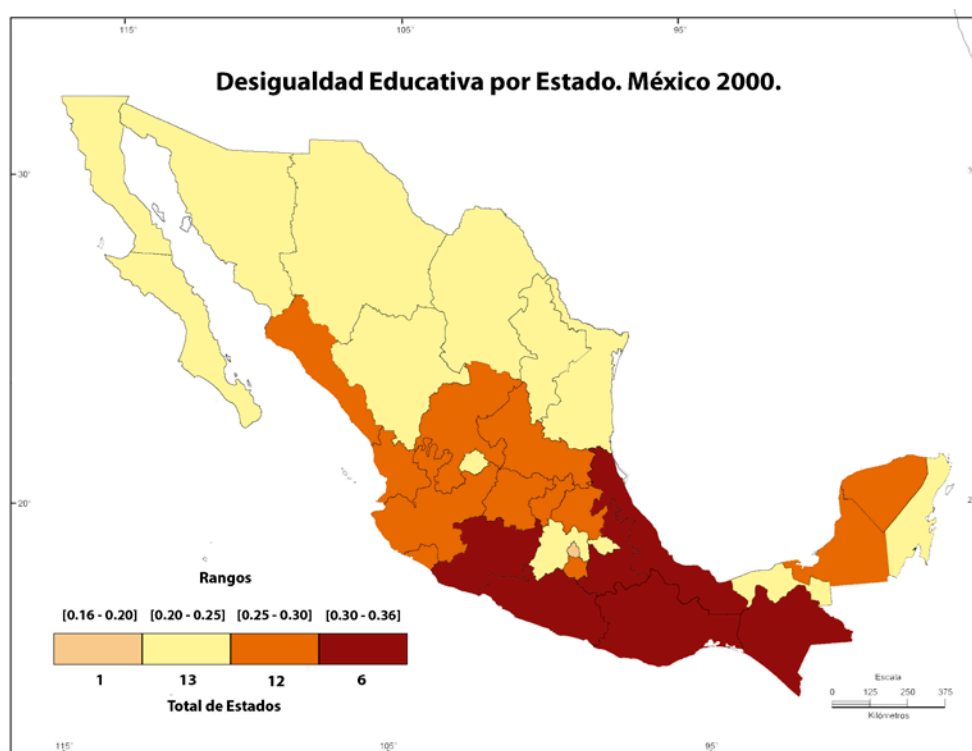 115° 105° 95°
Desigualdad Educativa por Estado. México 2000.
30° 3
20° 2
Rangos
[0.16 - 0.20] [0.20 - 0.25] [0.25 - 0.30] [0.30 - 0.36]
1 13 12 6
Total de Estados
Escala
0 125 250 375
Kilómetros
115° 105° 95°